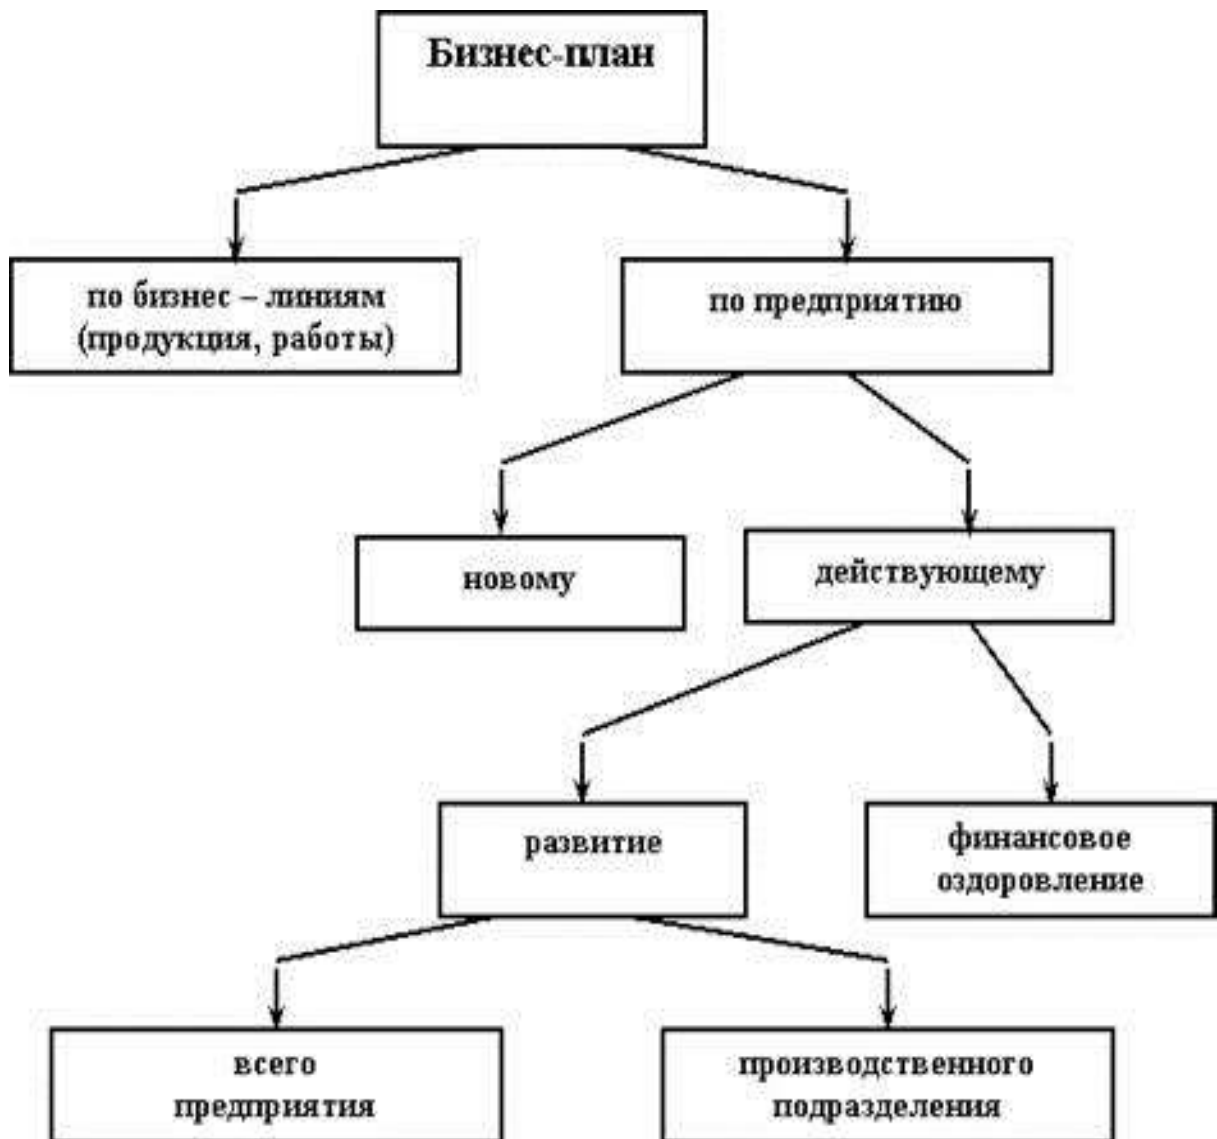 Бизнес-план
по бизнес – линиям
(продукция, работы)
по предприятию
новому
действующему
развитие
финансовое
оздоровление
всего
предприятия
производственного
подразделения